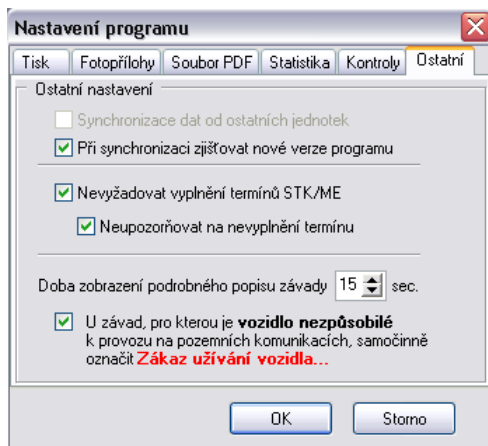 Nastavení programu
Tisk Fotopřílohy Soubor PDF Statistika Kontroly Ostatní
Ostatní nastavení
Synchronizace dat od ostatních jednotek
Při synchronizaci zjišťovat nové verze programu
Nevyžadovat vyplnění termínů STK/ME
Neupozorňovat na nevyplnění termínu
Doba zobrazení podrobného popisu závady 15 sec.
U závad, pro kterou je vozidlo nezpůsobilé
k provozu na pozemních komunikacích, samočinně
označit Zákaz užívání vozidla...
OK Storno